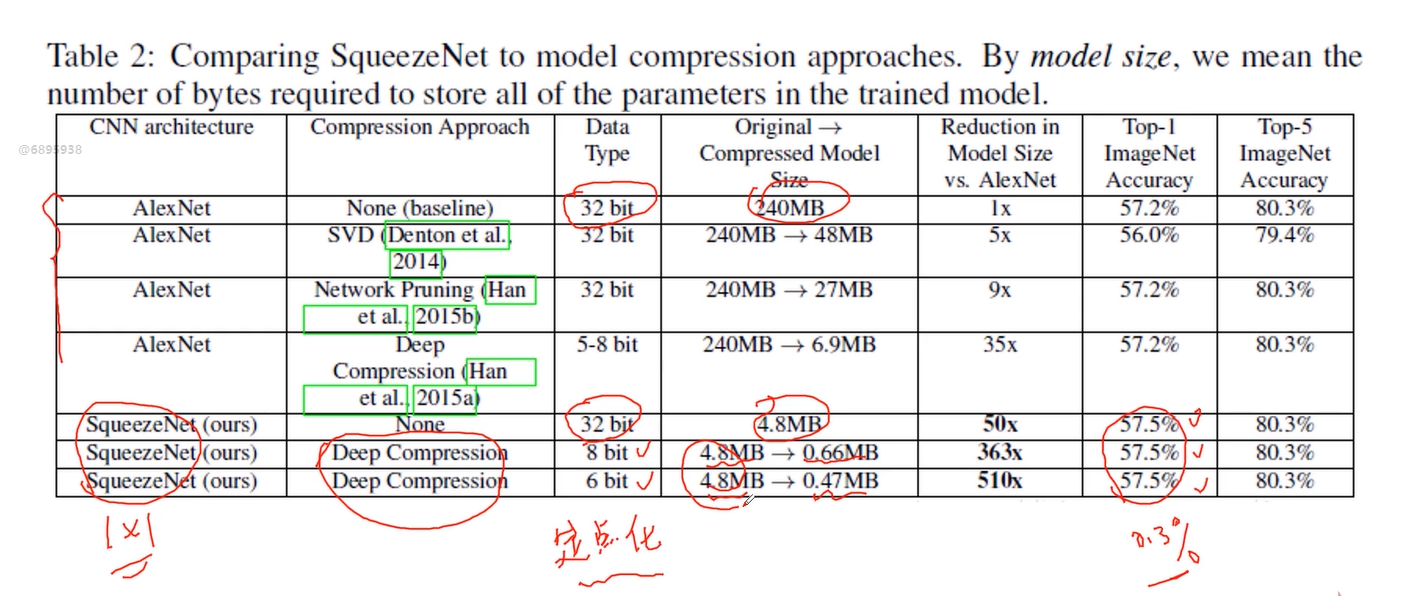 Table 2: Comparing SqueezeNet to model compression approaches. By model size, we mean the
number of bytes required to store all of the parameters in the trained model.
@6895938
CNN architecture Compression Approach Data Type Original → Compressed Model Size Reduction in Model Size vs. AlexNet Top-1 ImageNet Accuracy Top-5 ImageNet Accuracy
AlexNet None (baseline) 32 bit 240MB 1x 57.2% 80.3%
AlexNet SVD (Denton et al., 2014) 32 bit 240MB → 48MB 5x 56.0% 79.4%
AlexNet Network Pruning (Han et al., 2015b) 32 bit 240MB → 27MB 9x 57.2% 80.3%
AlexNet Deep Compression (Han et al., 2015a) 5-8 bit 240MB → 6.9MB 35x 57.2% 80.3%
SqueezeNet (ours) None 32 bit 4.8MB 50x 57.5% 80.3%
SqueezeNet (ours) Deep Compression 8 bit 4.8MB → 0.66MB 363x 57.5% 80.3%
SqueezeNet (ours) Deep Compression 6 bit 4.8MB → 0.47MB 510x 57.5% 80.3%
1×1 定点化 0.3%